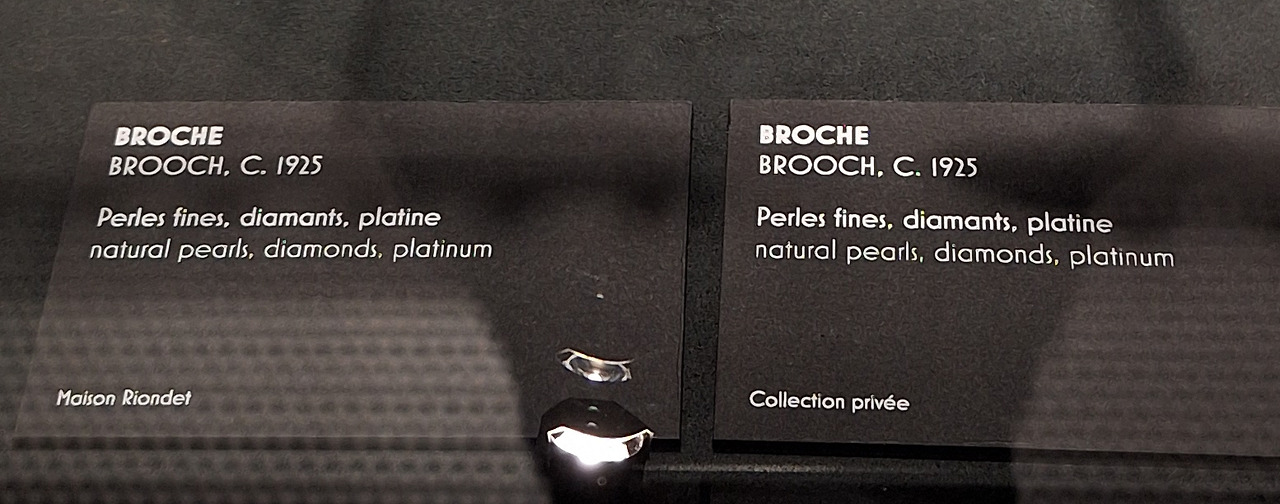 BROCHE
BROOCH, C. 1925
Perles fines, diamants, platine
natural pearls, diamonds, platinum
Maison Riondet
BROCHE
BROOCH, C. 1925
Perles fines, diamants, platine
natural pearls, diamonds, platinum
Collection privée